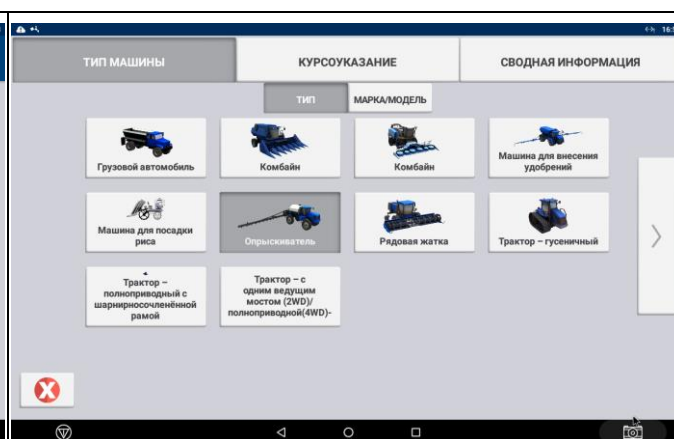 ТИП МАШИНЫ
КУРСОУКАЗАНИЕ
СВОДНАЯ ИНФОРМАЦИЯ
ТИП
МАРКА/МОДЕЛЬ
Грузовой автомобиль
Комбайн
Комбайн
Машина для внесения
удобрений
Машина для посадки
риса
Опрыскиватель
Рядовая жатка
Трактор – гусеничный
Трактор –
полноприводный с
шарнирносочленённой
рамой
Трактор – с
одним ведущим
мостом (2WD)/
полноприводной(4WD)-